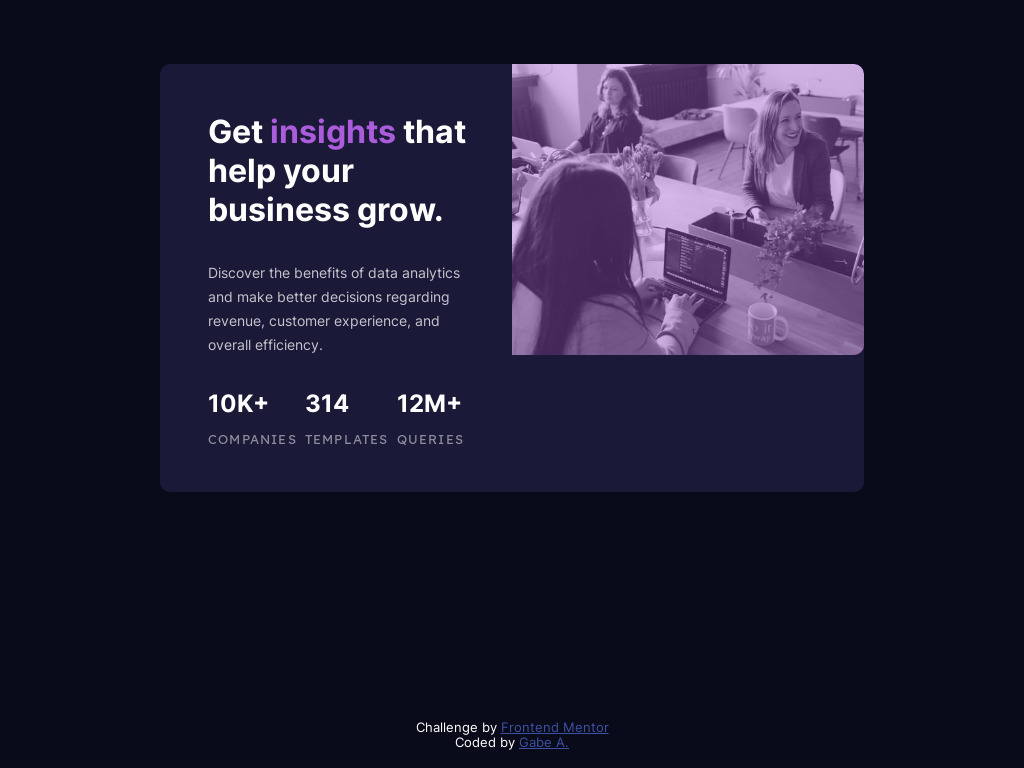 Get insights that
help your
business grow.
Discover the benefits of data analytics
and make better decisions regarding
revenue, customer experience, and
overall efficiency.
10K+ 314 12M+
COMPANIES TEMPLATES QUERIES
Challenge by Frontend Mentor
Coded by Gabe A.